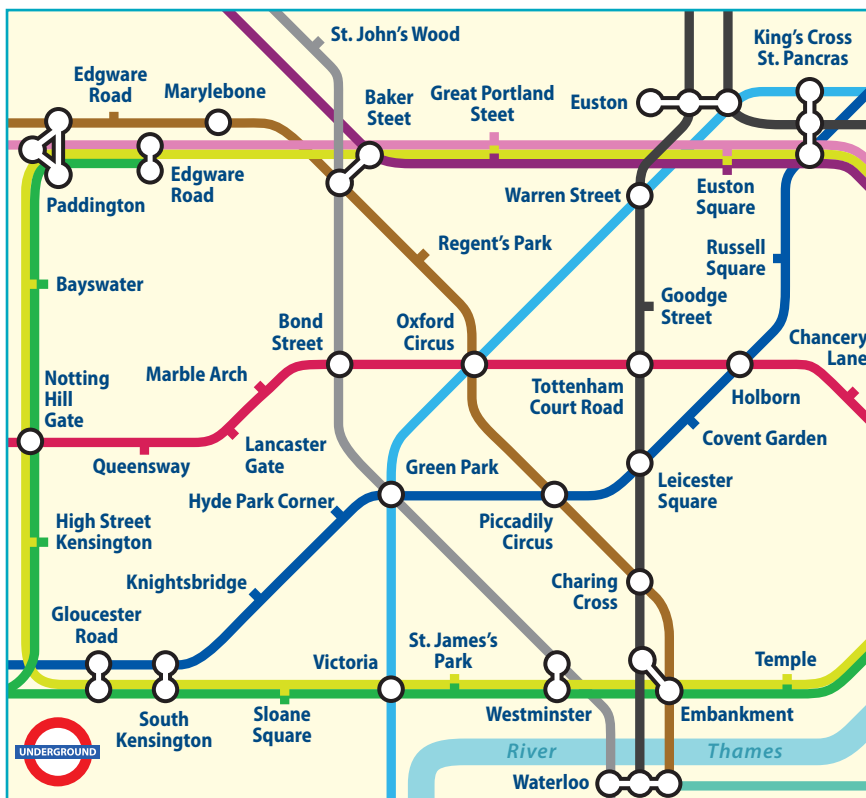 St. John's Wood
King's Cross
St. Pancras
Edgware
Road
Marylebone
Baker
Steet
Great Portland
Steet
Euston
Paddington
Edgware
Road
Warren Street
Euston
Square
Regent's Park
Russell
Square
Bayswater
Goodge
Street
Bond
Street
Oxford
Circus
Chancery
Lane
Marble Arch
Notting
Hill
Gate
Tottenham
Court Road
Holborn
Queensway
Lancaster
Gate
Covent Garden
Green Park
Hyde Park Corner
Leicester
Square
Piccadily
Circus
High Street
Kensington
Knightsbridge
Charing
Cross
Gloucester
Road
Victoria
St. James's
Park
Temple
South
Kensington
Sloane
Square
Westminster
Embankment
UNDERGROUND
River Thames
Waterloo